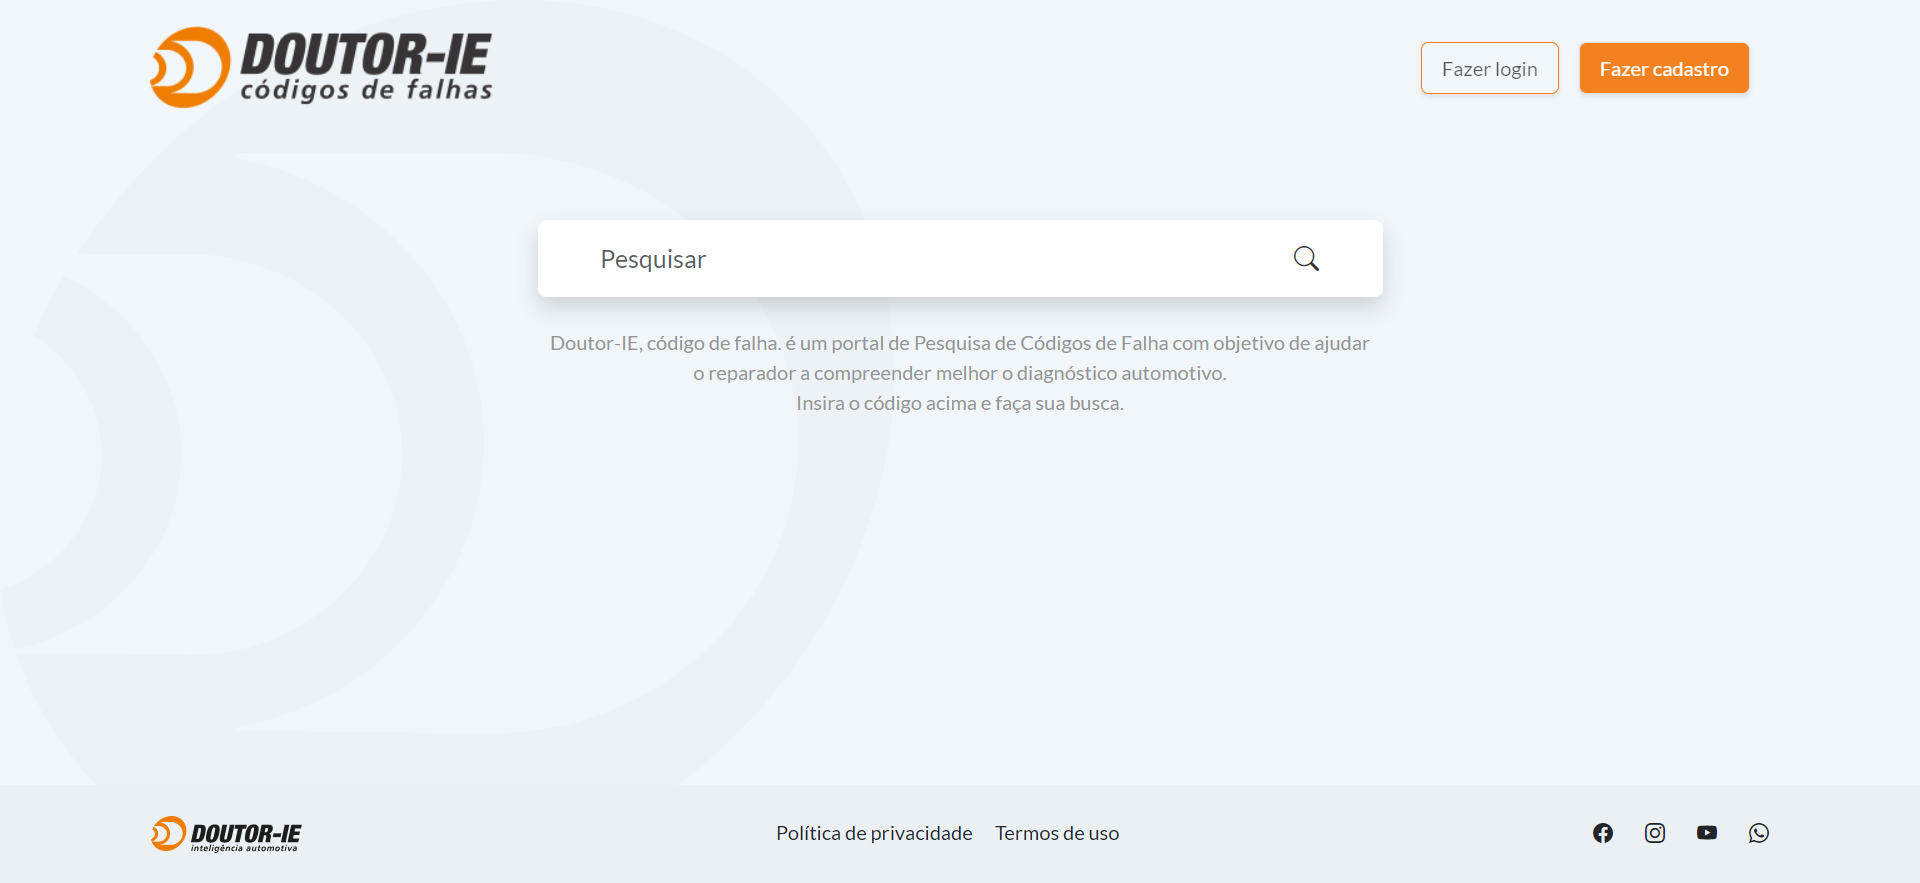 DOUTOR-IE
códigos de falhas
Fazer login
Fazer cadastro
Pesquisar
Doutor-IE, código de falha. é um portal de Pesquisa de Códigos de Falha com objetivo de ajudar
o reparador a compreender melhor o diagnóstico automotivo.
Insira o código acima e faça sua busca.
DOUTOR-IE
inteligência automotiva
Política de privacidade
Termos de uso